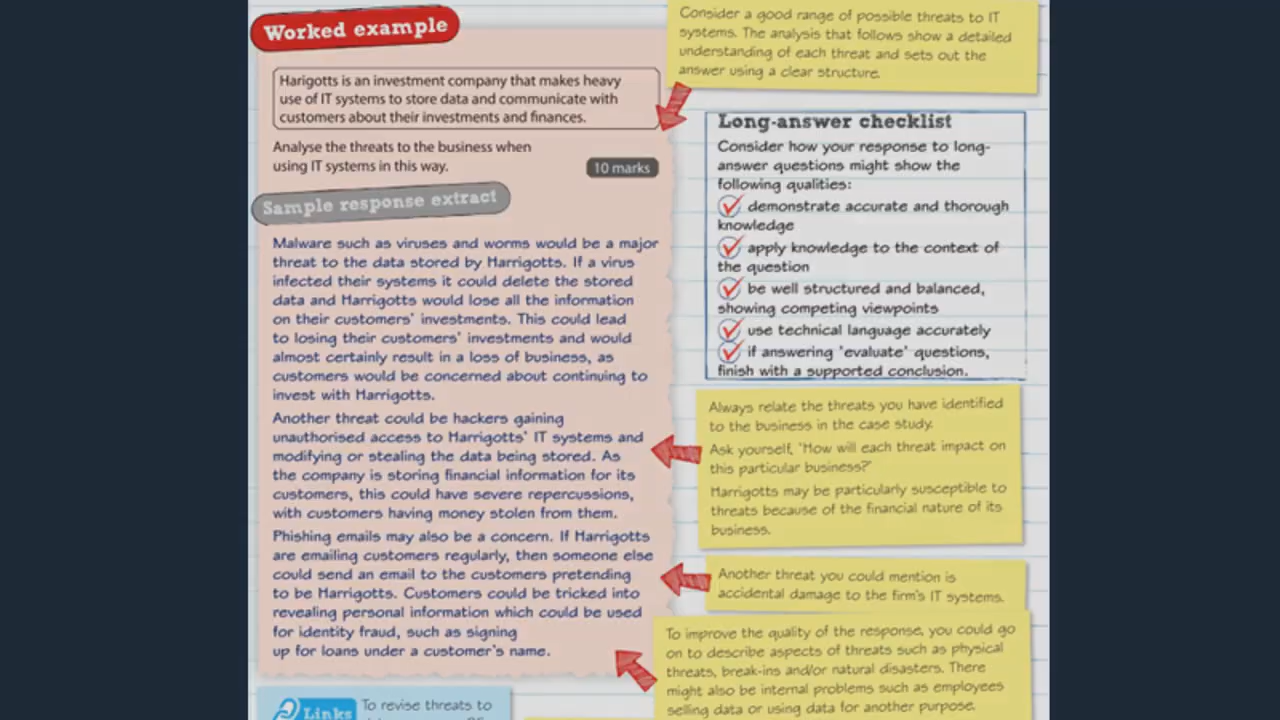 Worked example
Harigotts is an investment company that makes heavy
use of IT systems to store data and communicate with
customers about their investments and finances.
Analyse the threats to the business when
using IT systems in this way.
10 marks
Sample response extract
Malware such as viruses and worms would be a major
threat to the data stored by Harrigotts. If a virus
infected their systems it could delete the stored
data and Harrigotts would lose all the information
on their customers' investments. This could lead
to losing their customers' investments and would
almost certainly result in a loss of business, as
customers would be concerned about continuing to
invest with Harrigotts.
Another threat could be hackers gaining
unauthorised access to Harrigotts' IT systems and
modifying or stealing the data being stored. As
the company is storing financial information for its
customers, this could have severe repercussions,
with customers having money stolen from them.
Phishing emails may also be a concern. If Harrigotts
are emailing customers regularly, then someone else
could send an email to the customers pretending
to be Harrigotts. Customers could be tricked into
revealing personal information which could be used
for identity fraud, such as signing
up for loans under a customer's name.
Links
To revise threats to
Consider a good range of possible threats to IT
systems. The analysis that follows show a detailed
understanding of each threat and sets out the
answer using a clear structure.
Long-answer checklist
Consider how your response to long-
answer questions might show the
following qualities:
demonstrate accurate and thorough
knowledge
apply knowledge to the context of
the question
be well structured and balanced,
showing competing viewpoints
use technical language accurately
if answering 'evaluate' questions,
finish with a supported conclusion.
Always relate the threats you have identified
to the business in the case study.
Ask yourself, 'How will each threat impact on
this particular business?'
Harrigotts may be particularly susceptible to
threats because of the financial nature of its
business.
Another threat you could mention is
accidental damage to the firm's IT systems.
To improve the quality of the response, you could go
on to describe aspects of threats such as physical
threats, break-ins and/or natural disasters. There
might also be internal problems such as employees
selling data or using data for another purpose.